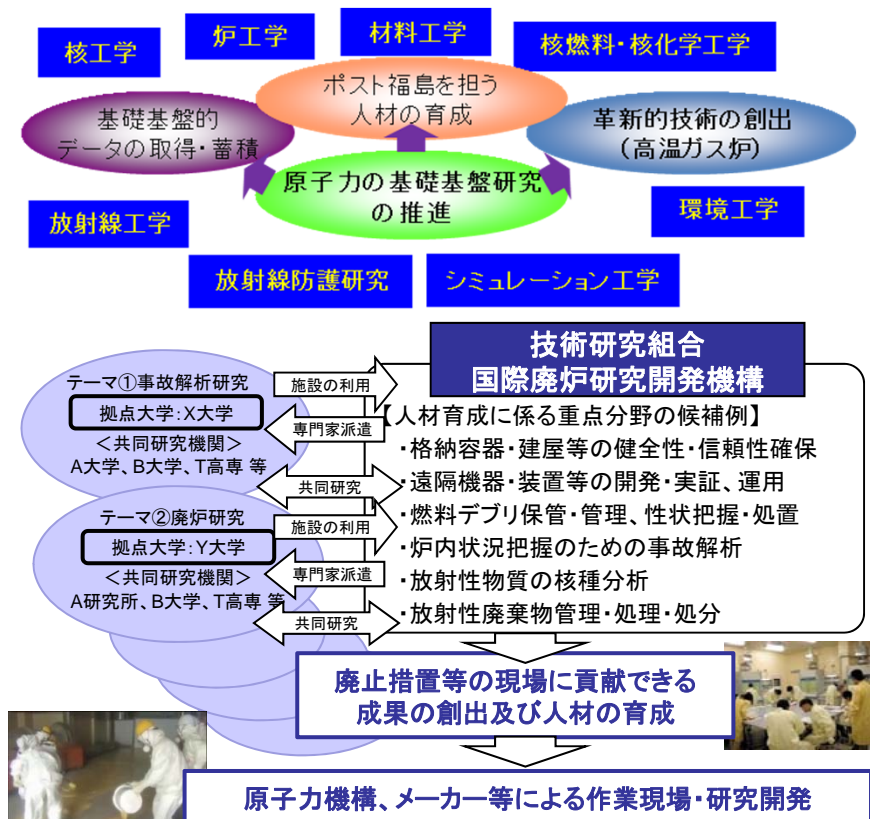 核工学
炉工学
材料工学
核燃料・核化学工学
ポスト福島を担う
人材の育成
基礎基盤的
データの取得・蓄積
革新的技術の創出
(高温ガス炉)
原子力の基礎基盤研究
の推進
放射線工学
環境工学
放射線防護研究
シミュレーション工学
技術研究組合
国際廃炉研究開発機構
テーマ①事故解析研究
拠点大学:X大学
<共同研究機関>
A大学、B大学、T高専 等
施設の利用
専門家派遣
共同研究
テーマ②廃炉研究
拠点大学:Y大学
<共同研究機関>
A研究所、B大学、T高専 等
施設の利用
専門家派遣
共同研究
【人材育成に係る重点分野の候補例】
・格納容器・建屋等の健全性・信頼性確保
・遠隔機器・装置等の開発・実証、運用
・燃料デブリ保管・管理、性状把握・処置
・炉内状況把握のための事故解析
・放射性物質の核種分析
・放射性廃棄物管理・処理・処分
廃止措置等の現場に貢献できる
成果の創出及び人材の育成
原子力機構、メーカー等による作業現場・研究開発